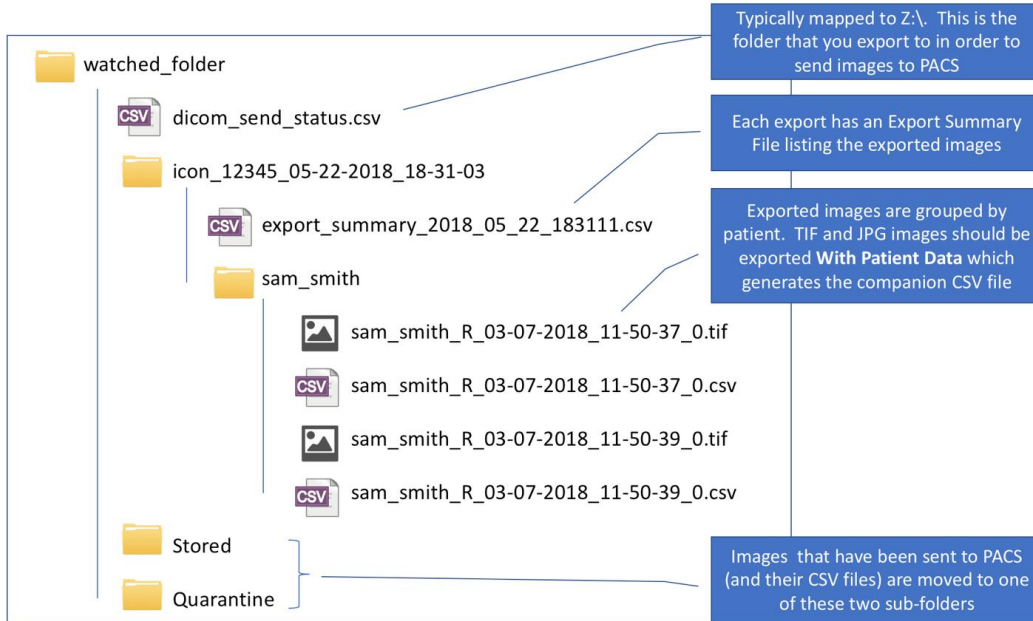 Typically mapped to Z:\. This is the
folder that you export to in order to
send images to PACS
watched_folder
CSV
dicom_send_status.csv
Each export has an Export Summary
File listing the exported images
icon_12345_05-22-2018_18-31-03
CSV
export_summary_2018_05_22_183111.csv
Exported images are grouped by
patient. TIF and JPG images should be
exported With Patient Data which
generates the companion CSV file
sam_smith
sam_smith_R_03-07-2018_11-50-37_0.tif
CSV
sam_smith_R_03-07-2018_11-50-37_0.csv
sam_smith_R_03-07-2018_11-50-39_0.tif
CSV
sam_smith_R_03-07-2018_11-50-39_0.csv
Stored
Quarantine
Images that have been sent to PACS
(and their CSV files) are moved to one
of these two sub-folders